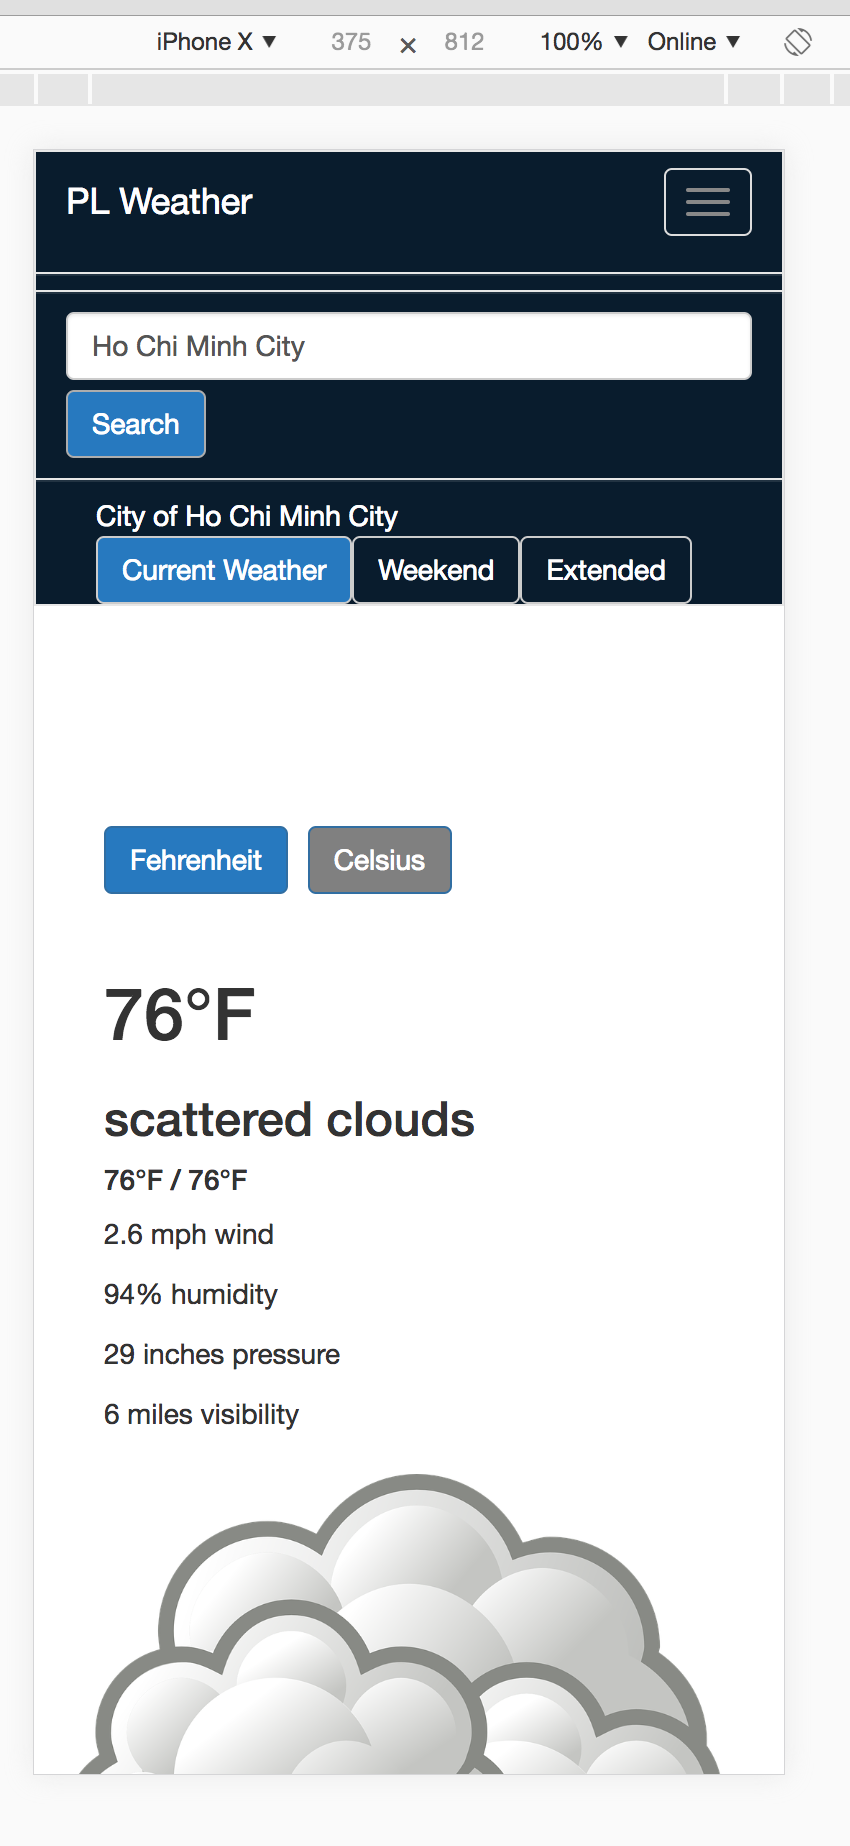 iPhone X ▼ 375 × 812 100% ▼ Online ▼
PL Weather
Ho Chi Minh City
Search
City of Ho Chi Minh City
Current Weather Weekend Extended
Fehrenheit Celsius
76°F
scattered clouds
76°F / 76°F
2.6 mph wind
94% humidity
29 inches pressure
6 miles visibility